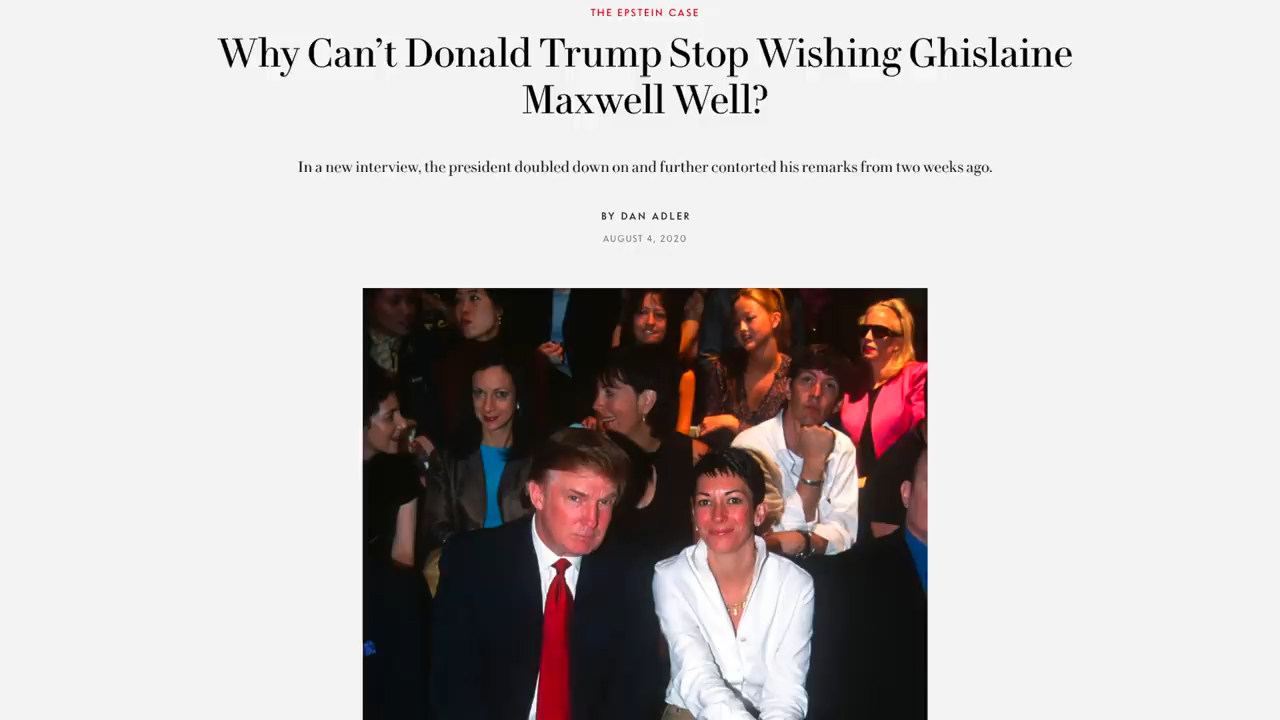 THE EPSTEIN CASE
Why Can’t Donald Trump Stop Wishing Ghislaine
Maxwell Well?
In a new interview, the president doubled down on and further contorted his remarks from two weeks ago.
BY DAN ADLER
AUGUST 4, 2020